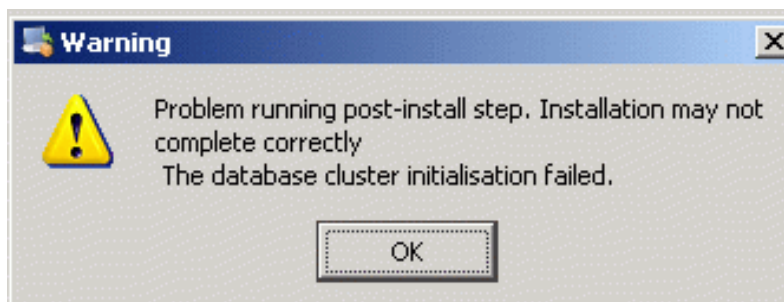 Warning
Problem running post-install step. Installation may not
complete correctly
The database cluster initialisation failed.
OK